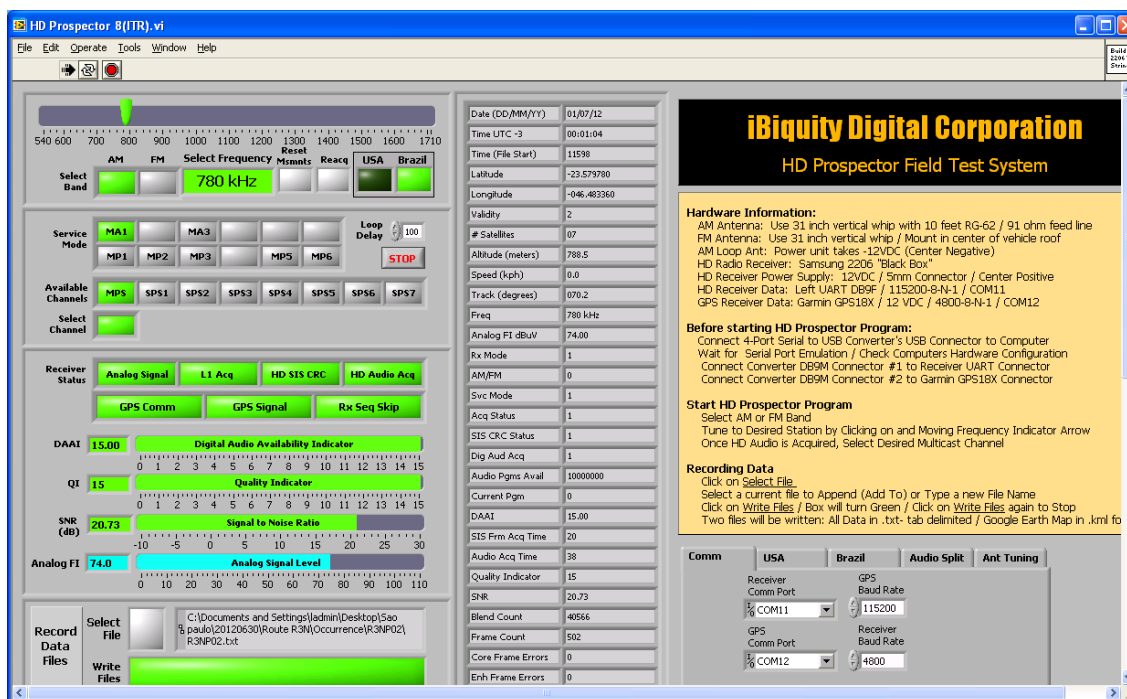 HD Prospector 8(ITR).vi
File Edit Operate Tools Window Help
540 600 700 800 900 1000 1100 1200 1300 1400 1500 1600 1710
Select Band
AM FM
Select Frequency
780 kHz
Reset Msmnts
Reacq
USA Brazil
Service Mode
MA1 MA3
MP1 MP2 MP3 MP5 MP6
Loop Delay
100
STOP
Available Channels
MPS SPS1 SPS2 SPS3 SPS4 SPS5 SPS6 SPS7
Select Channel
Receiver Status
Analog Signal L1 Acq HD SIS CRC HD Audio Acq
GPS Comm GPS Signal Rx Seq Skip
DAAI 15.00 Digital Audio Availability Indicator
0 1 2 3 4 5 6 7 8 9 10 11 12 13 14 15
QI 15 Quality Indicator
0 1 2 3 4 5 6 7 8 9 10 11 12 13 14 15
SNR (dB) 20.73 Signal to Noise Ratio
-10 -5 0 5 10 15 20 25 30
Analog FI 74.0 Analog Signal Level
0 10 20 30 40 50 60 70 80 90 100 110
Record Data Files
Select File
C:\Documents and Settings\ladmin\Desktop\Sao
paulo\20120630\Route R3N\Occurrence\R3NP02\
R3NP02.txt
Write Files
Date (DD/MM/YY) 01/07/12
Time UTC -3 00:01:04
Time (File Start) 11598
Latitude -23.579780
Longitude -046.483360
Validity 2
# Satellites 07
Altitude (meters) 788.5
Speed (kph) 0.0
Track (degrees) 070.2
Freq 780 kHz
Analog FI dBuV 74.00
Rx Mode 1
AM/FM 0
Svc Mode 1
Acq Status 1
SIS CRC Status 1
Dig Aud Acq 1
Audio Pgms Avail 10000000
Current Pgm 0
DAAI 15.00
SIS Frm Acq Time 20
Audio Acq Time 38
Quality Indicator 15
SNR 20.73
Blend Count 40566
Frame Count 502
Core Frame Errors 0
Enh Frame Errors 0
iBiquity Digital Corporation
HD Prospector Field Test System
Hardware Information:
AM Antenna: Use 31 inch vertical whip with 10 feet RG-62 / 91 ohm feed line
FM Antenna: Use 31 inch vertical whip / Mount in center of vehicle roof
AM Loop Ant: Power unit takes -12VDC (Center Negative)
HD Radio Receiver: Samsung 2206 "Black Box"
HD Receiver Power Supply: 12VDC / 5mm Connector / Center Positive
HD Receiver Data: Left UART DB9F / 115200-8-N-1 / COM11
GPS Receiver Data: Garmin GPS18X / 12 VDC / 4800-8-N-1 / COM12
Before starting HD Prospector Program:
Connect 4-Port Serial to USB Converter's USB Connector to Computer
Wait for Serial Port Emulation / Check Computers Hardware Configuration
Connect Converter DB9M Connector #1 to Receiver UART Connector
Connect Converter DB9M Connector #2 to Garmin GPS18X Connector
Start HD Prospector Program
Select AM or FM Band
Tune to Desired Station by Clicking on and Moving Frequency Indicator Arrow
Once HD Audio is Acquired, Select Desired Multicast Channel
Recording Data
Click on Select File
Select a current file to Append (Add To) or Type a new File Name
Click on Write Files / Box will turn Green / Click on Write Files again to Stop
Two files will be written: All Data in .txt- tab delimited / Google Earth Map in .kml fo
Comm USA Brazil Audio Split Ant Tuning
Receiver Comm Port
COM11
GPS Baud Rate
115200
GPS Comm Port
COM12
Receiver Baud Rate
4800